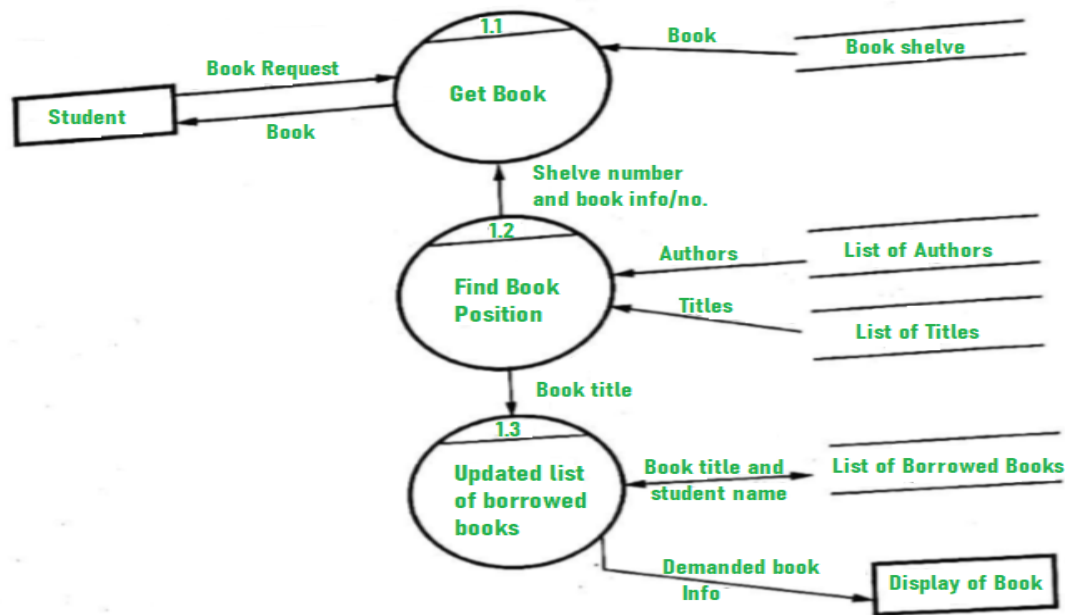 1.1
Book
Book shelve
Book Request
Get Book
Student
Book
Shelve number
and book info/no.
1.2
Authors
List of Authors
Find Book
Position
Titles
List of Titles
Book title
1.3
Updated list
of borrowed
books
Book title and
student name
List of Borrowed Books
Demanded book
Info
Display of Book